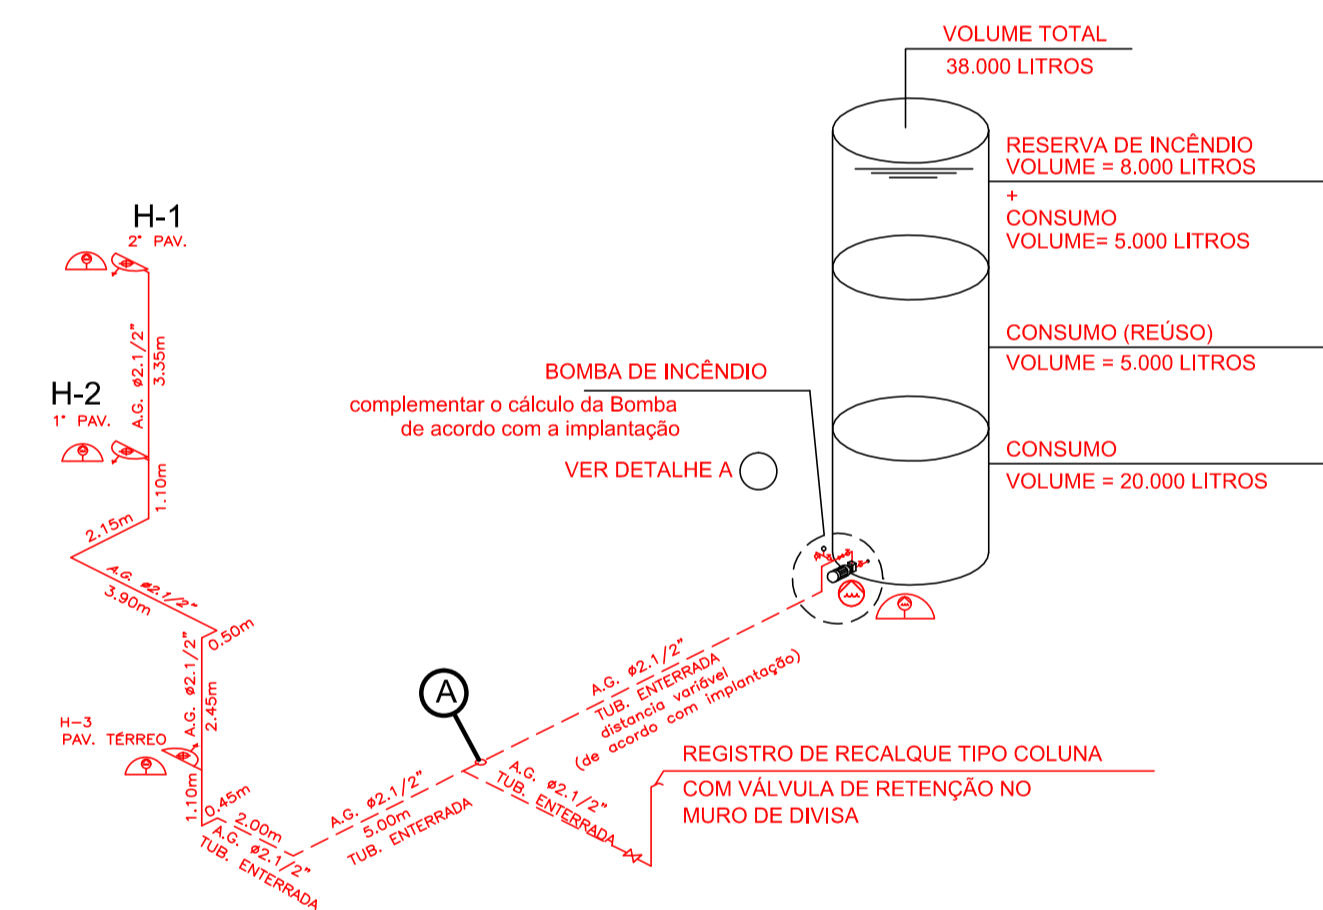 VOLUME TOTAL
38.000 LITROS
RESERVA DE INCÊNDIO
VOLUME = 8.000 LITROS
+
CONSUMO
VOLUME= 5.000 LITROS
CONSUMO (REÚSO)
VOLUME = 5.000 LITROS
CONSUMO
VOLUME = 20.000 LITROS
BOMBA DE INCÊNDIO
complementar o cálculo da Bomba
de acordo com a implantação
VER DETALHE A
H-1
2° PAV.
A.G. ø2.1/2"
3.35m
H-2
1° PAV.
1.10m
2.15m
A.G. ø2.1/2"
3.90m
0.50m
A.G. ø2.1/2"
2.45m
H-3
PAV. TÉRREO
1.10m
0.45m
2.00m
A.G. ø2.1/2"
TUB. ENTERRADA
A.G. ø2.1/2"
5.00m
TUB. ENTERRADA
A
A.G. ø2.1/2"
TUB. ENTERRADA
distancia variável
(de acordo com implantação)
A.G. ø2.1/2"
TUB. ENTERRADA
REGISTRO DE RECALQUE TIPO COLUNA
COM VÁLVULA DE RETENÇÃO NO
MURO DE DIVISA